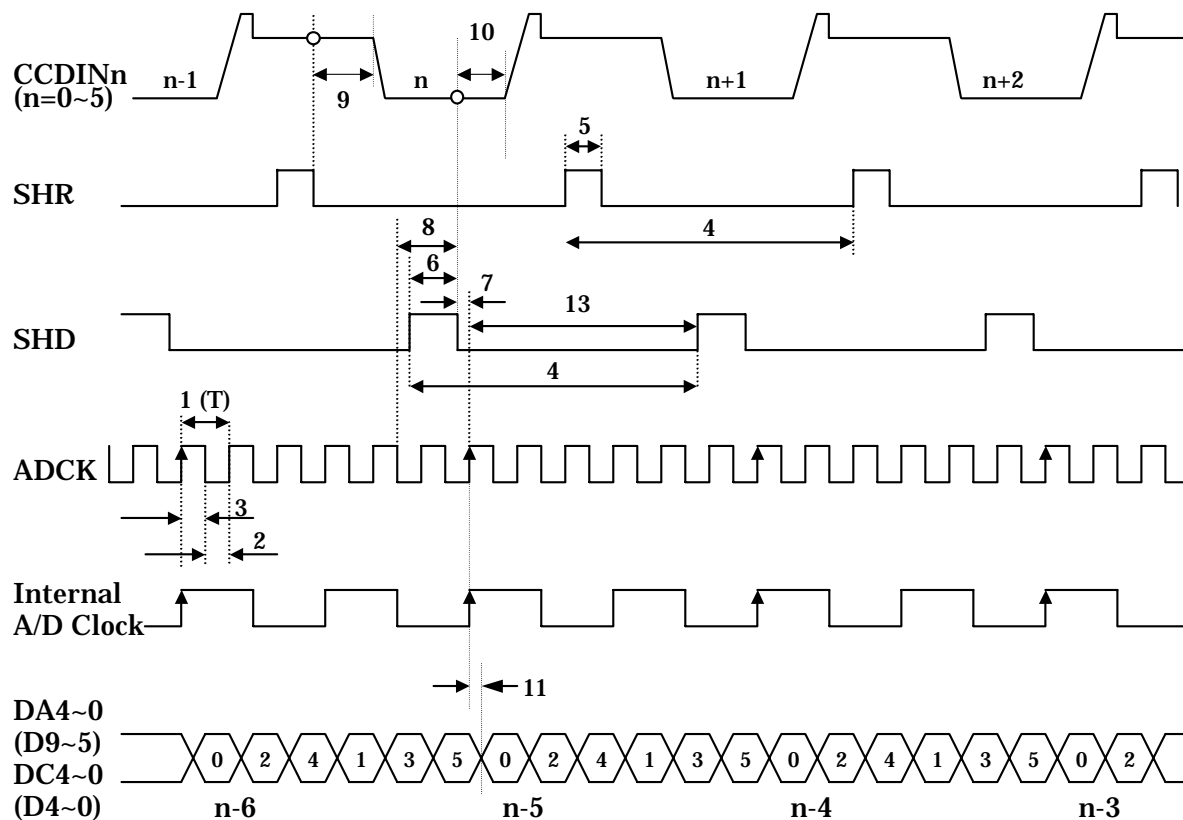 10
CCDINn
(n=0~5)
n-1
n
n+1
n+2
9
5
SHR
8
4
6
7
13
SHD
4
1 (T)
ADCK
3
2
Internal
A/D Clock
11
DA4~0
(D9~5)
DC4~0
(D4~0)
0 2 4 1 3 5 0 2 4 1 3 5 0 2 4 1 3 5 0 2
n-6 n-5 n-4 n-3